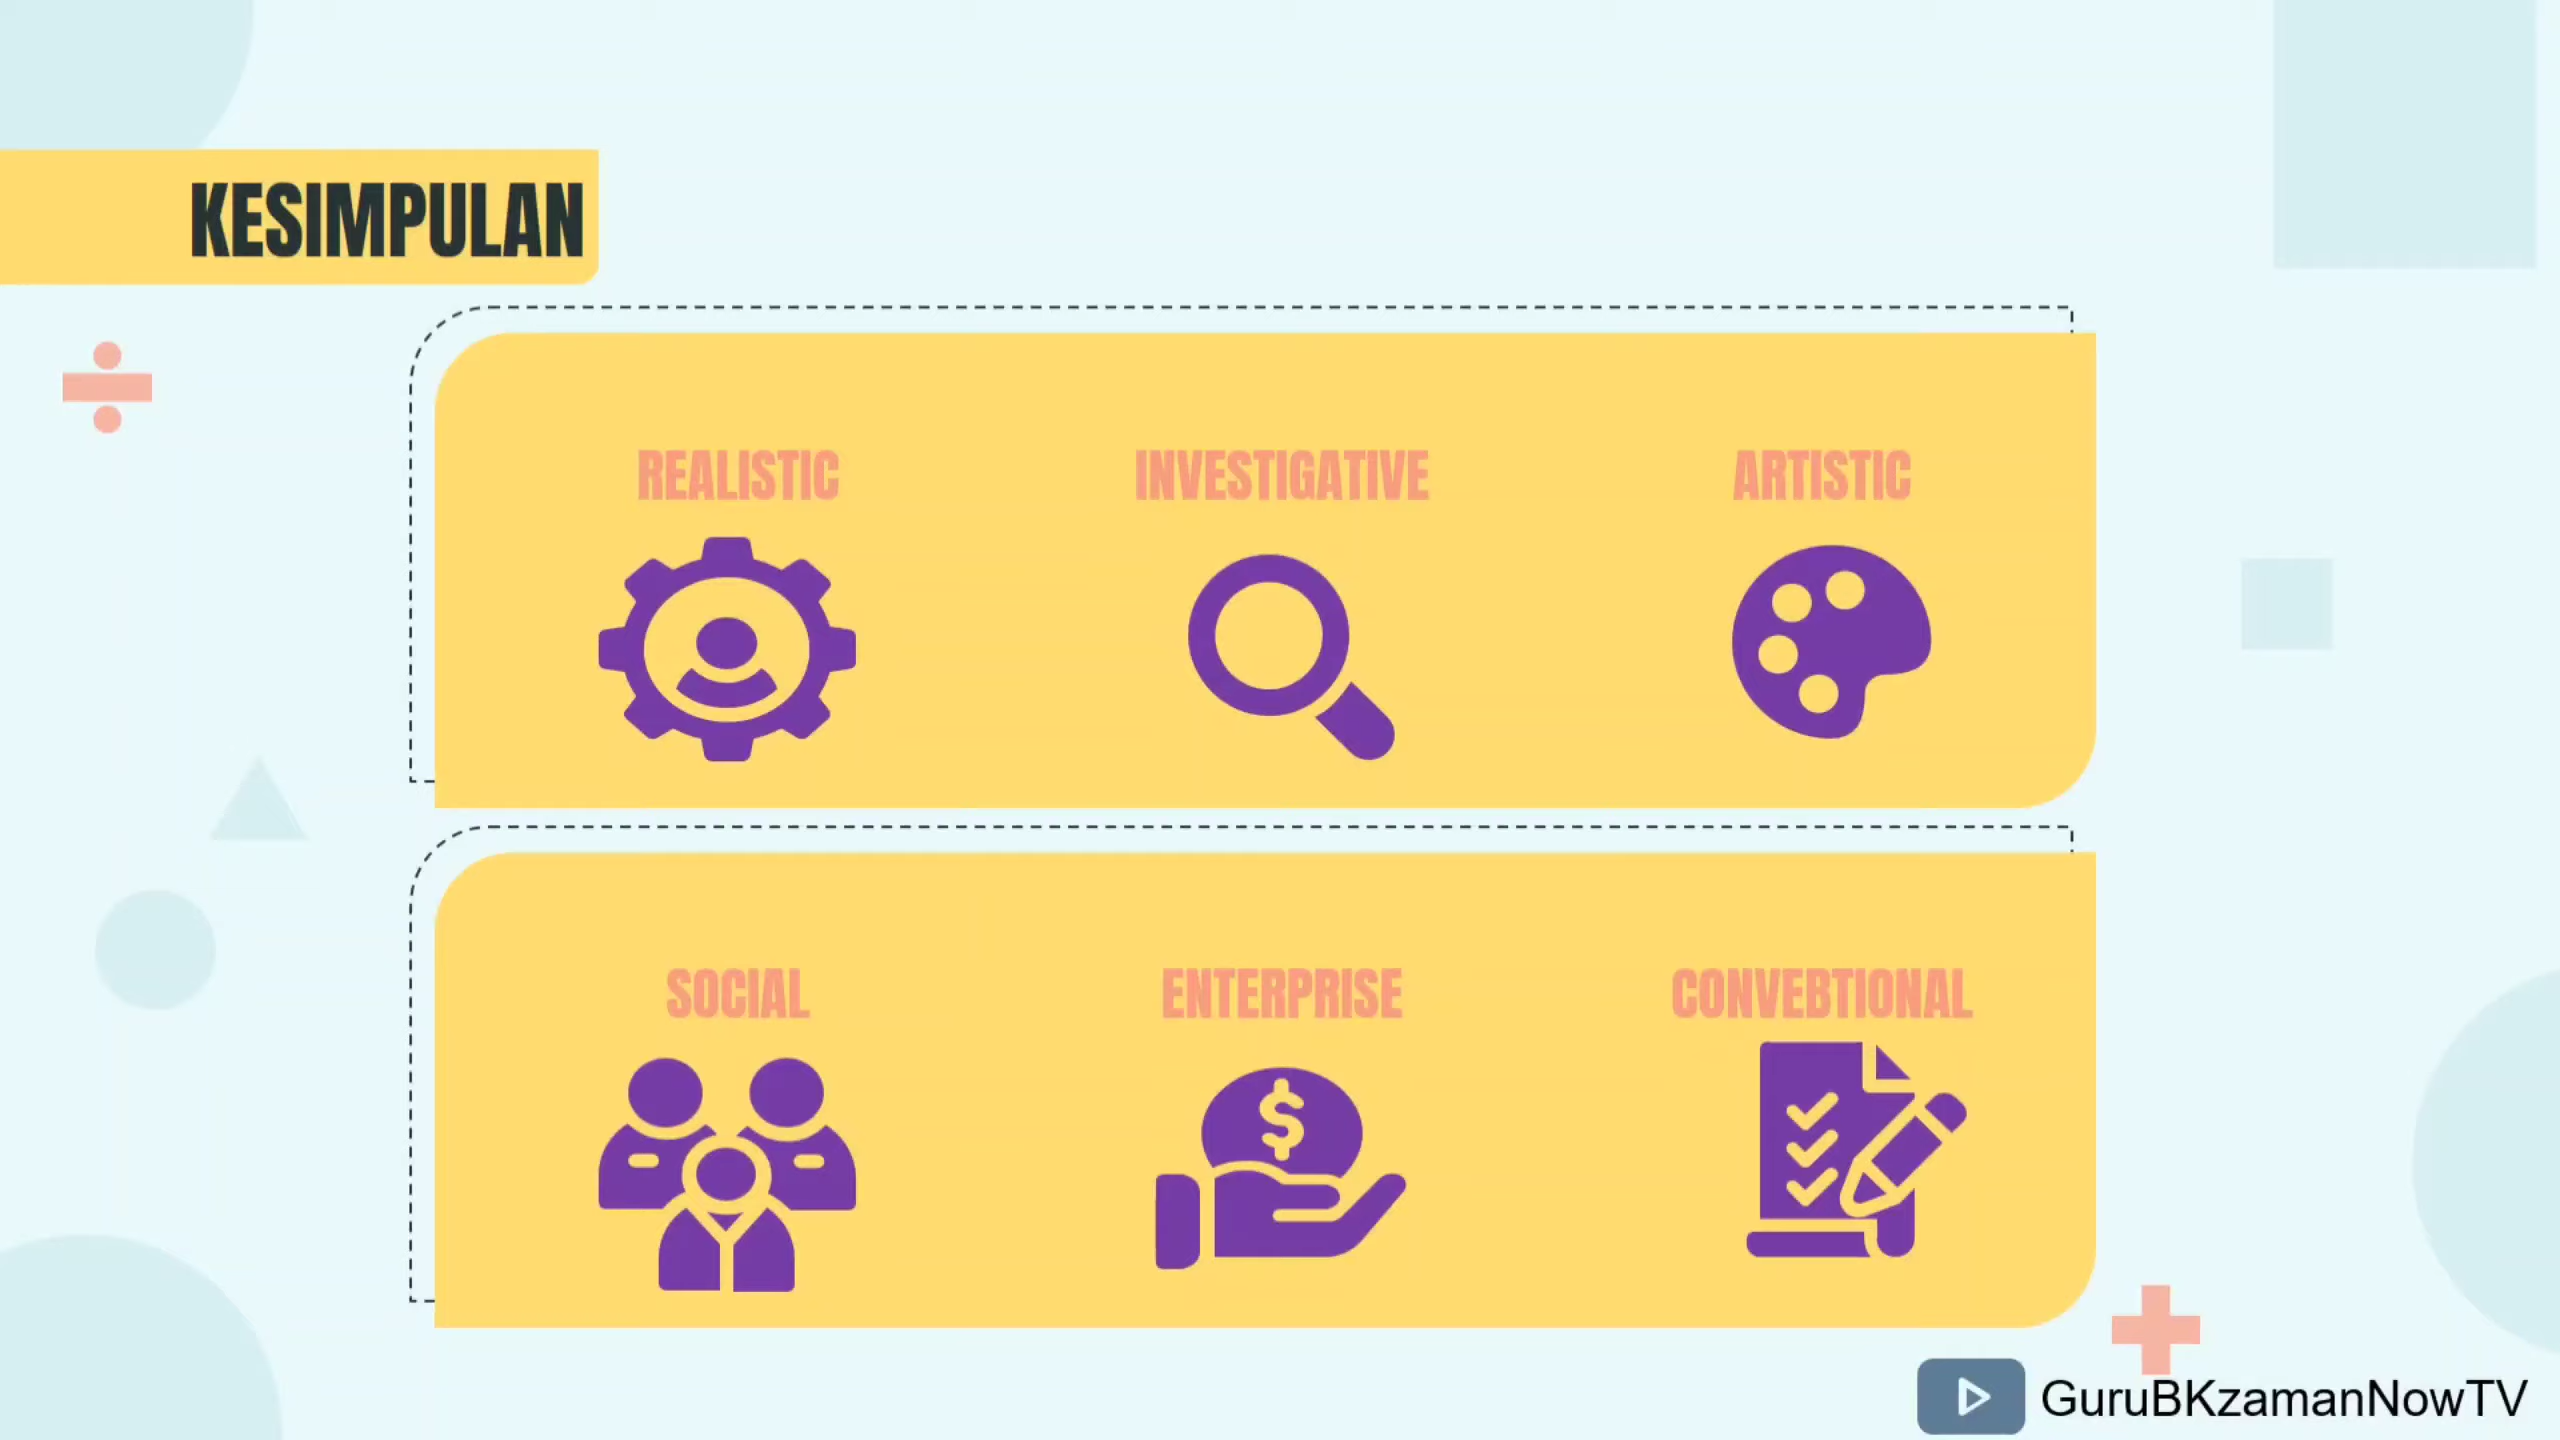 KESIMPULAN
REALISTIC
INVESTIGATIVE
ARTISTIC
SOCIAL
ENTERPRISE
CONVEBTIONAL
$
GuruBKzamanNowTV